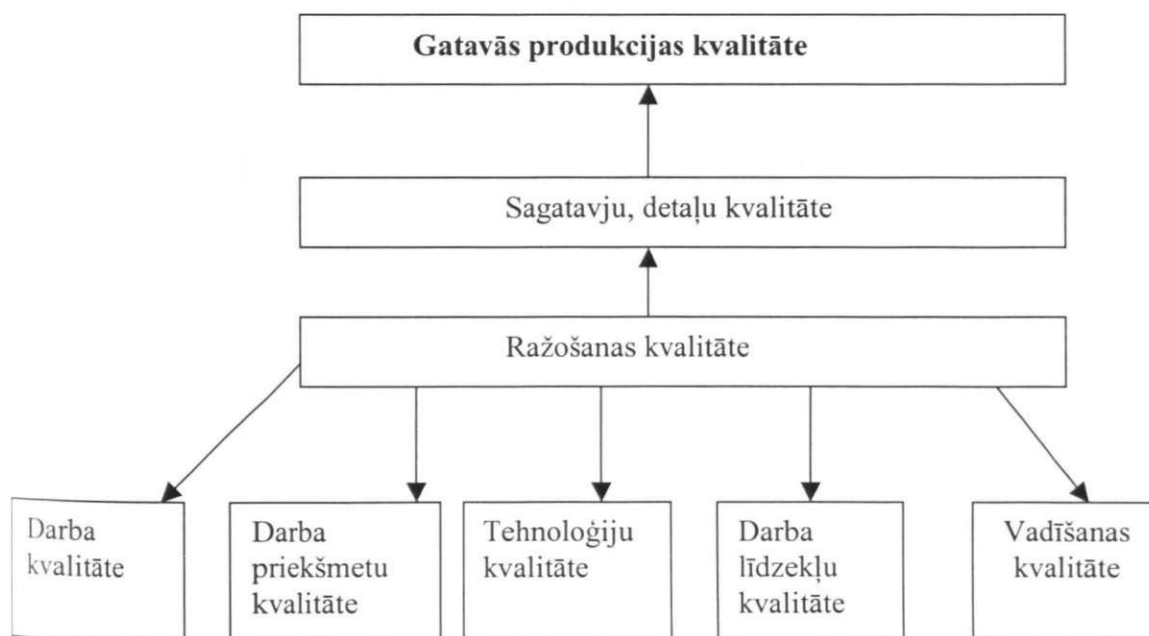 Gatavās produkcijas kvalitāte
Sagatavju, detaļu kvalitāte
Ražošanas kvalitāte
Darba
kvalitāte
Darba
priekšmetu
kvalitāte
Tehnoloģiju
kvalitāte
Darba
līdzekļu
kvalitāte
Vadīšanas
kvalitāte